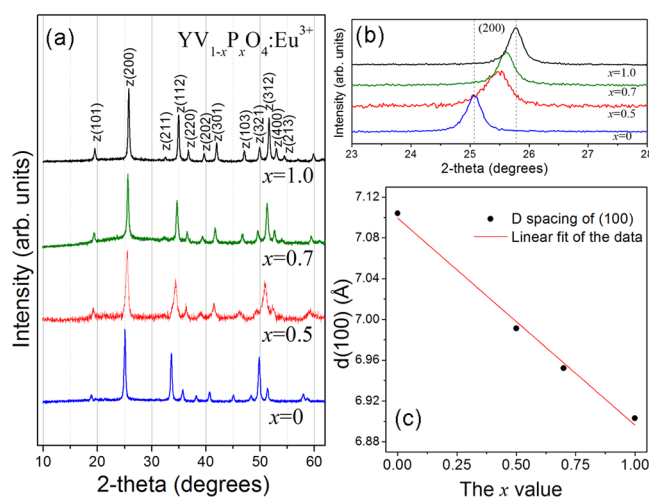 (a)
YV1-xPxO4:Eu3+
z(101)
z(200)
z(211)
z(112)
z(220)
z(202)
z(301)
z(103)
z(321)
z(312)
z(400)
z(213)
x=1.0
x=0.7
x=0.5
x=0
Intensity (arb. units)
10 20 30 40 50 60
2-theta (degrees)
(b)
(200)
x=1.0
x=0.7
x=0.5
x=0
Intensity (arb. units)
23 24 25 26 27 28
2-theta (degrees)
7.12
7.08
7.04
7.00
6.96
6.92
6.88
d(100) (Å)
D spacing of (100)
Linear fit of the data
(c)
0.00 0.25 0.50 0.75 1.00
The x value